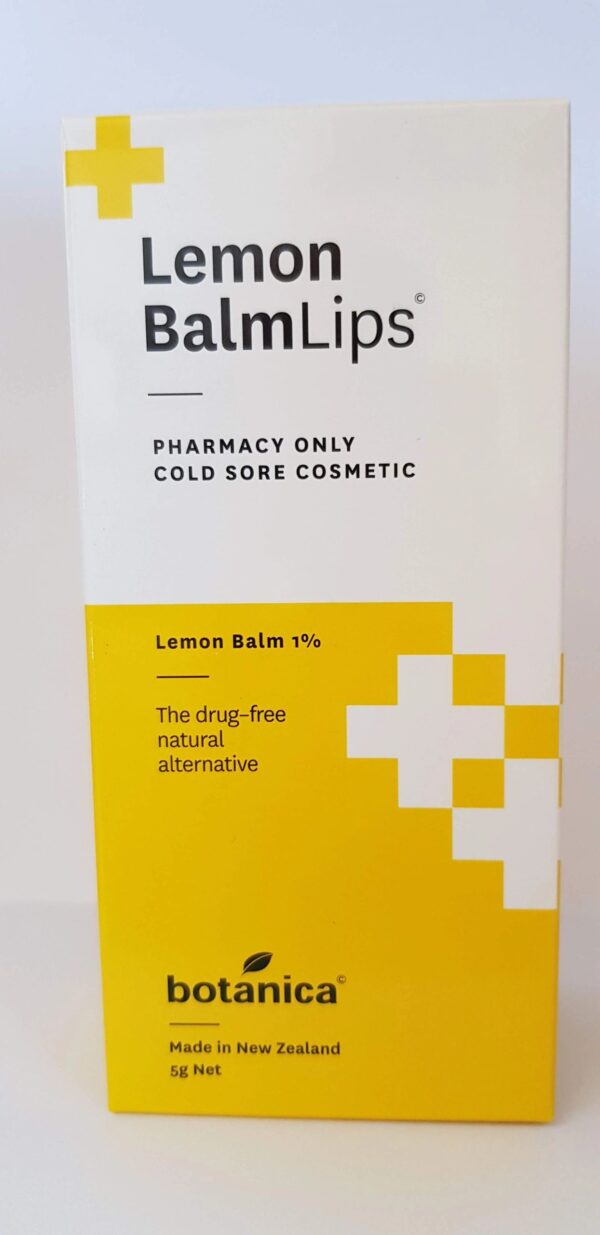 Lemon
BalmLips©
PHARMACY ONLY
COLD SORE COSMETIC
Lemon Balm 1%
The drug–free
natural
alternative
botanica©
Made in New Zealand
5g Net